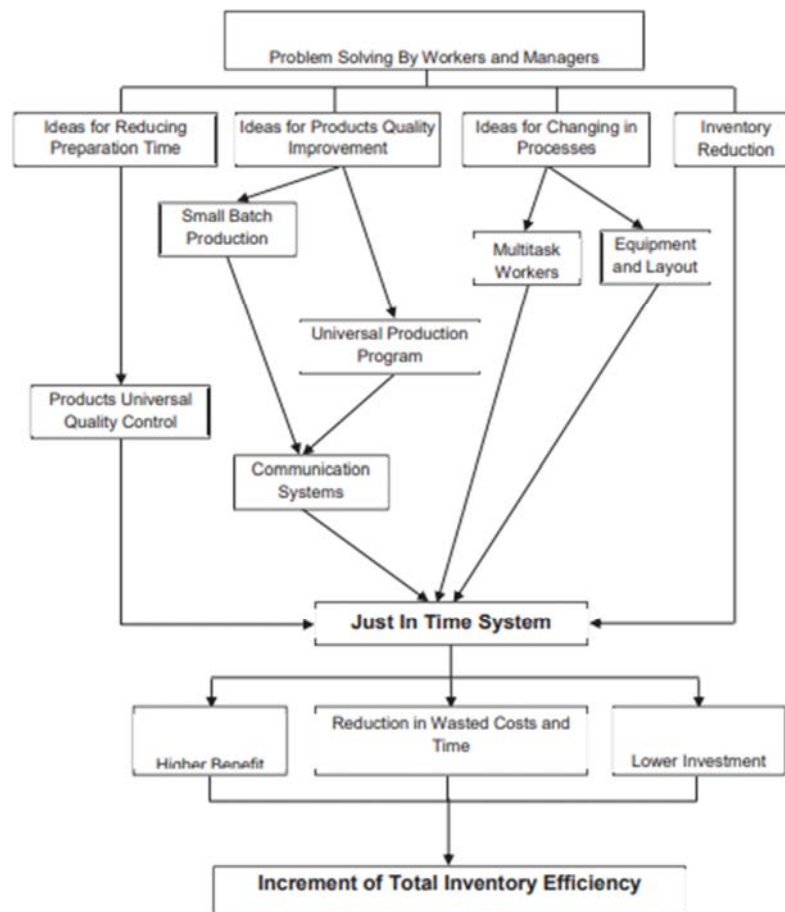 Problem Solving By Workers and Managers
Ideas for Reducing
Preparation Time
Ideas for Products Quality
Improvement
Ideas for Changing in
Processes
Inventory
Reduction
Small Batch
Production
Multitask
Workers
Equipment
and Layout
Universal Production
Program
Products Universal
Quality Control
Communication
Systems
Just In Time System
Higher Benefit
Reduction in Wasted Costs and
Time
Lower Investment
Increment of Total Inventory Efficiency